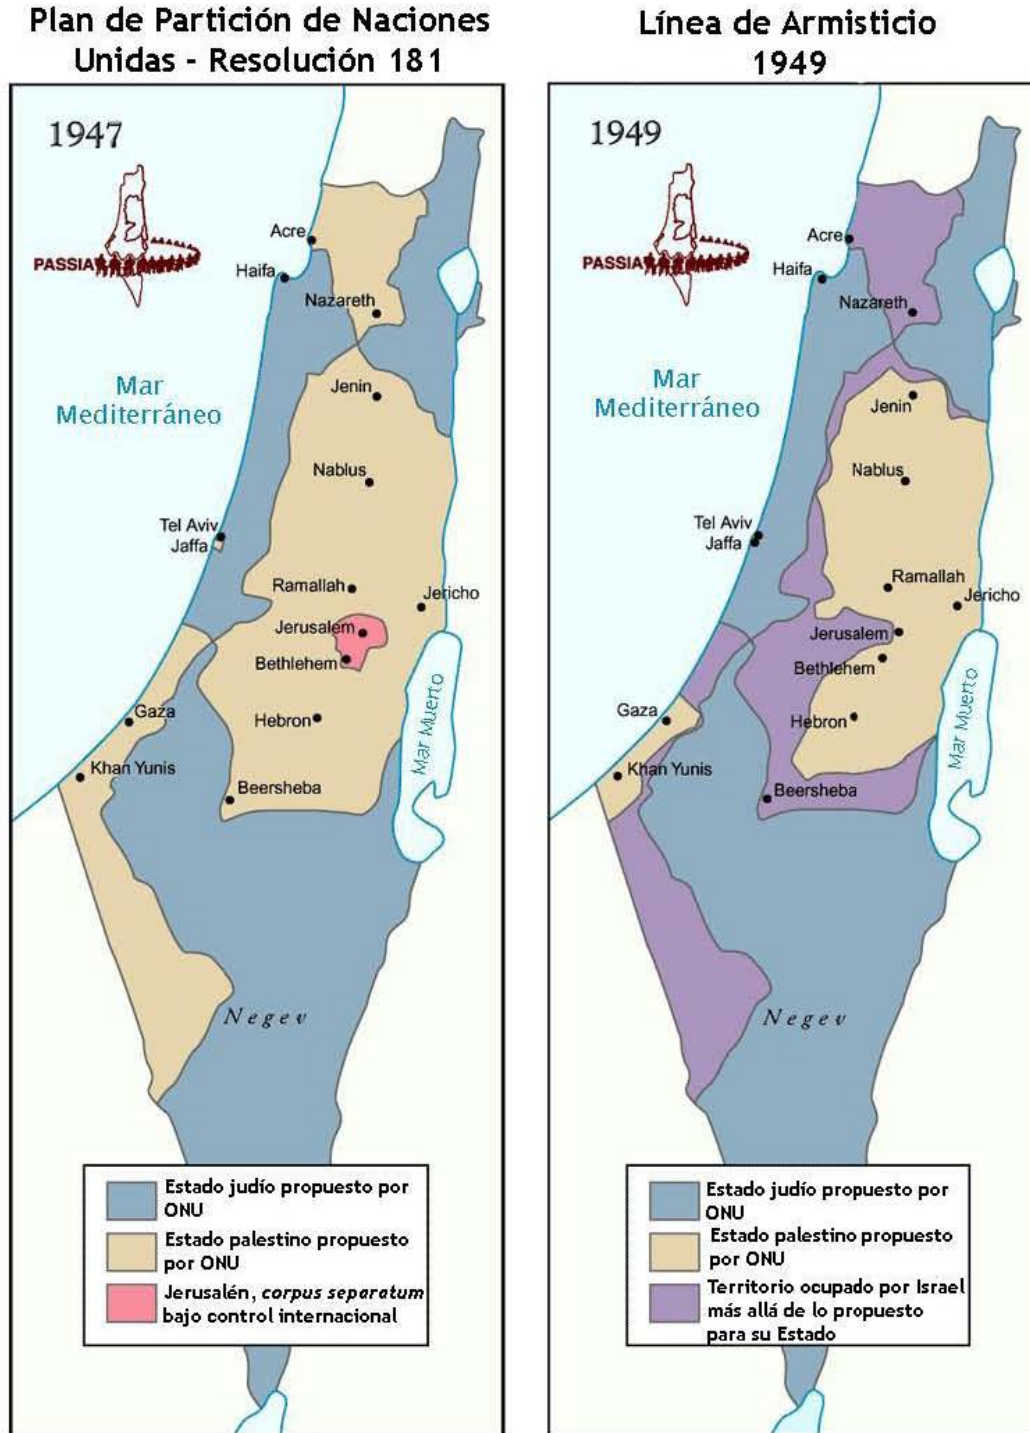 Plan de Partición de Naciones
Unidas - Resolución 181
1947
PASSIA
Acre
Haifa
Nazareth
Mar
Mediterráneo
Jenin
Nablus
Tel Aviv
Jaffa
Ramallah
Jericho
Jerusalem
Bethlehem
Gaza
Hebron
Mar Muerto
Khan Yunis
Beersheba
Negev
Estado judío propuesto por
ONU
Estado palestino propuesto
por ONU
Jerusalén, corpus separatum
bajo control internacional
Línea de Armisticio
1949
1949
PASSIA
Acre
Haifa
Nazareth
Mar
Mediterráneo
Jenin
Nablus
Tel Aviv
Jaffa
Ramallah
Jericho
Jerusalem
Bethlehem
Gaza
Hebron
Mar Muerto
Khan Yunis
Beersheba
Negev
Estado judío propuesto por
ONU
Estado palestino propuesto
por ONU
Territorio ocupado por Israel
más allá de lo propuesto
para su Estado